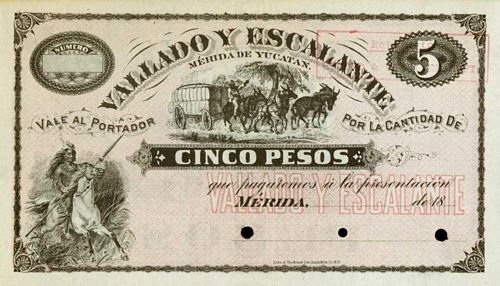 NUMERO
VALLADO Y ESCALANTE
MÉRIDA DE YUCATAN
5
VALE AL PORTADOR
POR LA CANTIDAD DE
CINCO PESOS
que pagaremos á la presentación
VALLADO Y ESCALANTE
MÉRIDA, de 18